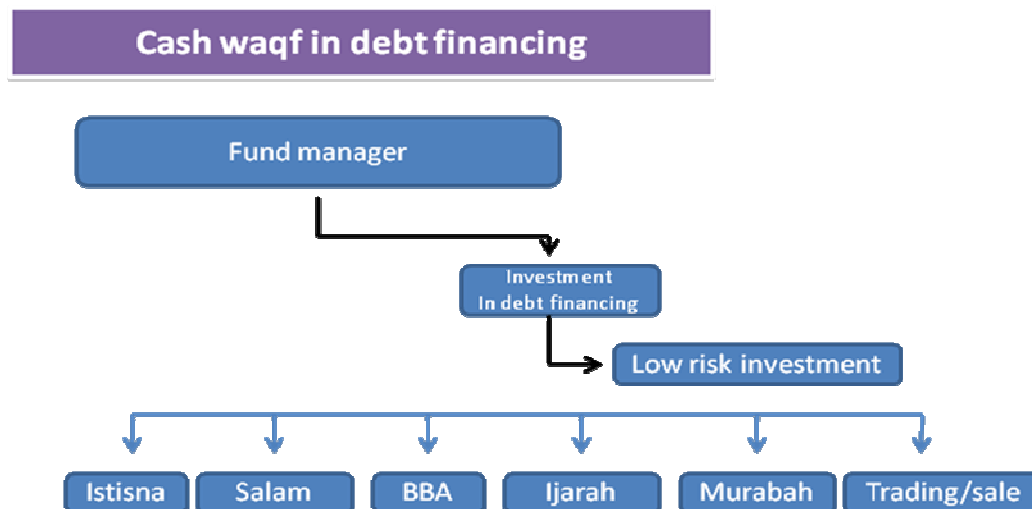 Cash waqf in debt financing
Fund manager
Investment
In debt financing
Low risk investment
Istisna
Salam
BBA
Ijarah
Murabah
Trading/sale